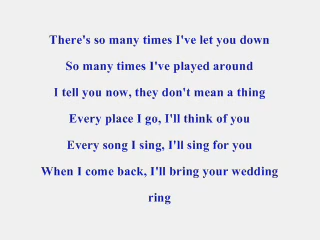 There's so many times I've let you down
So many times I've played around
I tell you now, they don't mean a thing
Every place I go, I'll think of you
Every song I sing, I'll sing for you
When I come back, I'll bring your wedding
ring